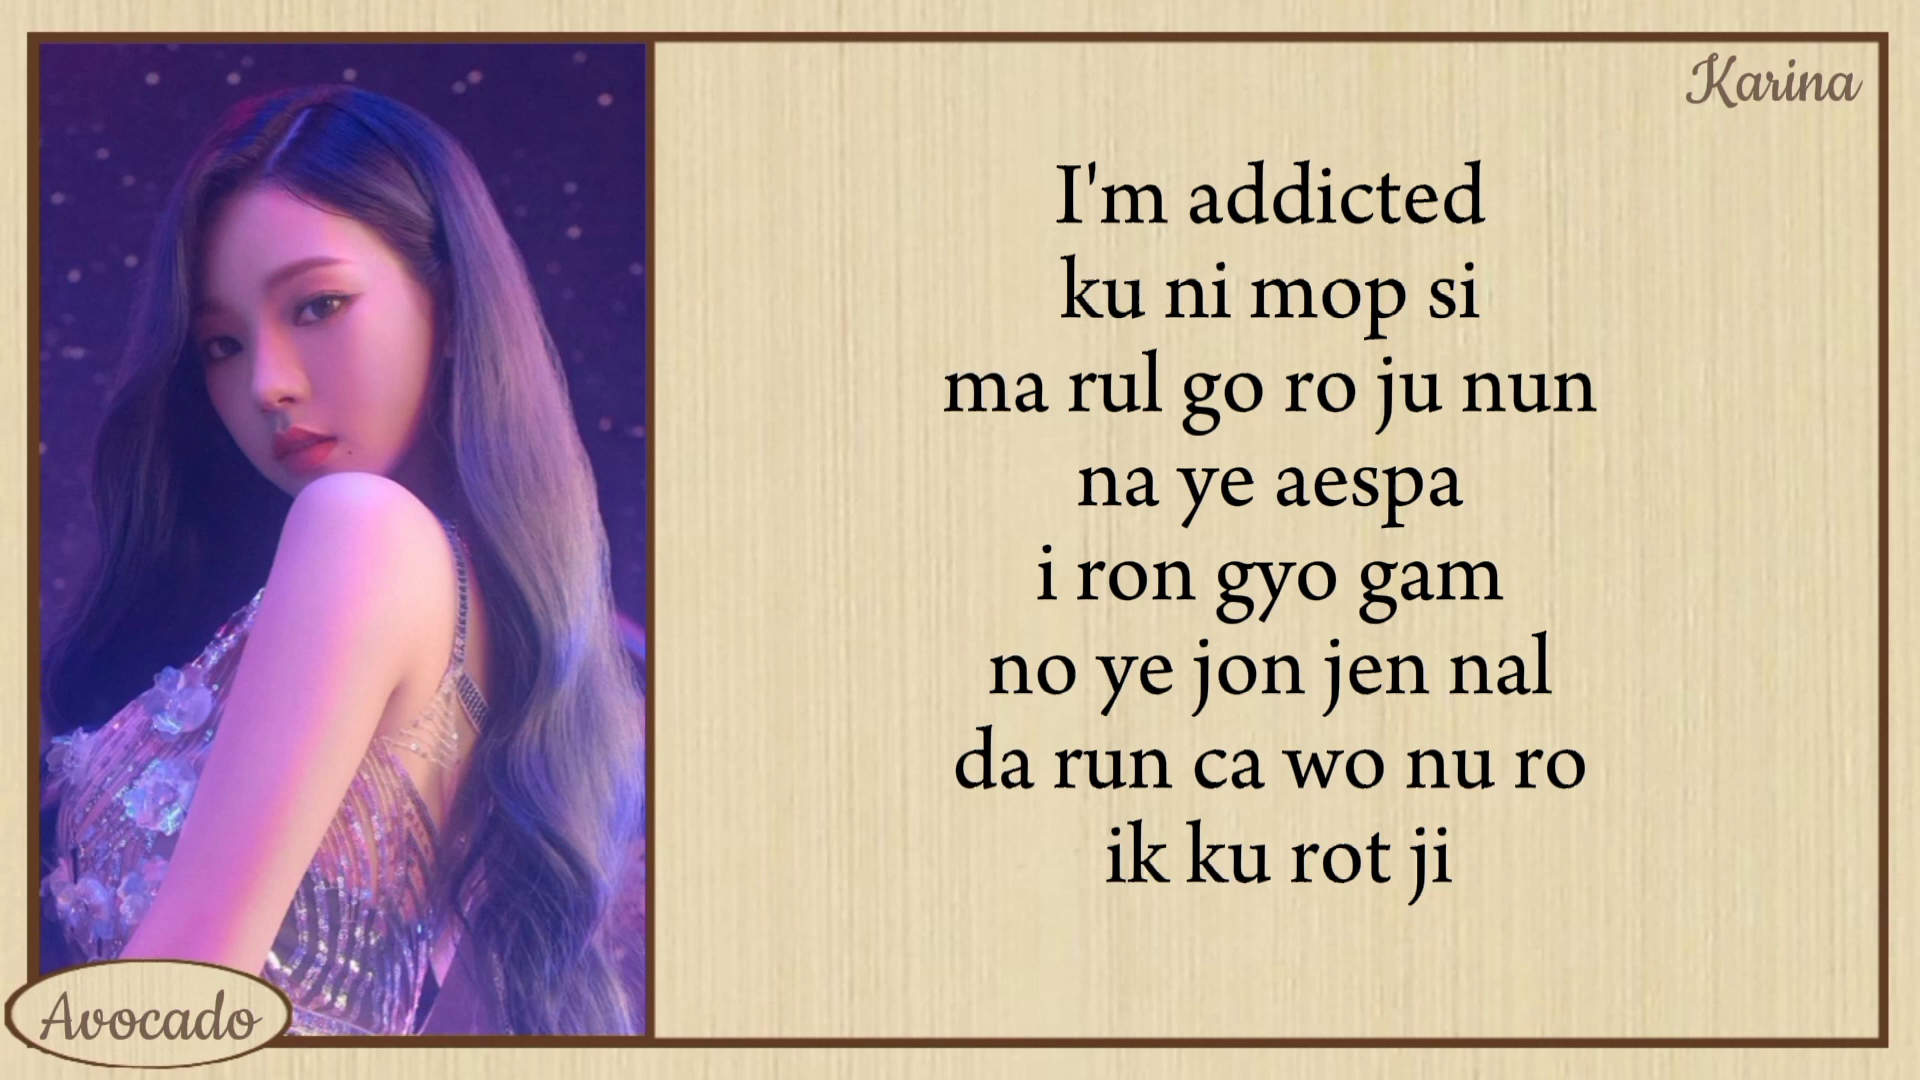 Karina
I'm addicted
ku ni mop si
ma rul go ro ju nun
na ye aespa
i ron gyo gam
no ye jon jen nal
da run ca wo nu ro
ik ku rot ji
Avocado